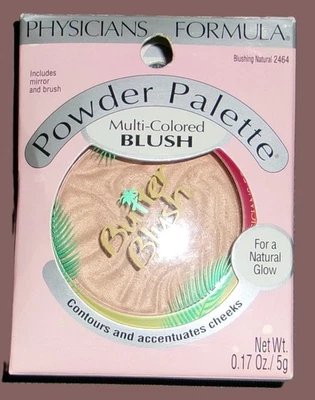 PHYSICIANS FORMULA®
Blushing Natural 2464
Includes
mirror
and brush
Powder Palette®
Multi-Colored
BLUSH
Butter
Blush
For a
Natural
Glow
Contours and accentuates cheeks
Net Wt.
0.17 Oz./5g